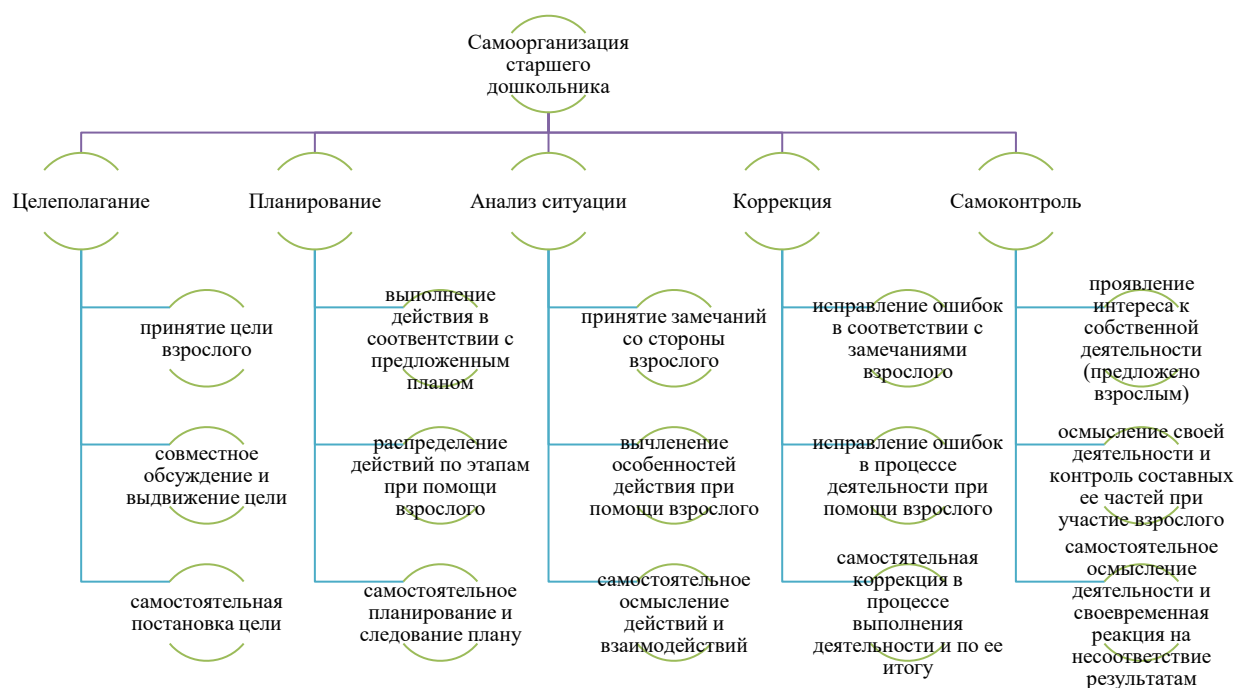 Самоорганизация
старшего
дошкольника
Целеполагание
Планирование
Анализ ситуации
Коррекция
Самоконтроль
принятие цели
взрослого
совместное
обсуждение и
выдвижение цели
самостоятельная
постановка цели
выполнение
действия в
соовтентствии с
предложенным
планом
распределение
действий по этапам
при помощи
взрослого
самостоятельное
планирование и
следование плану
принятие замечаний
со стороны
взрослого
вычленение
особенностей
действия при
помощи взрослого
самостоятельное
осмысление
действий и
взаимодействий
исправление ошибок
в соответствии с
замечаниями
взрослого
исправление ошибок
в процессе
деятельности при
помощи взрослого
самостятельная
коррекция в
процессе
выполнения
деятельности и по ее
итогу
проявление
интереса к
собственной
деятельности
(предложено
взрослым)
осмысление своей
деятельности и
контроль составных
ее частей при
участие взрослого
самостоятельное
осмысление
деятельности и
своевременная
реакция на
несоответствие
результатам